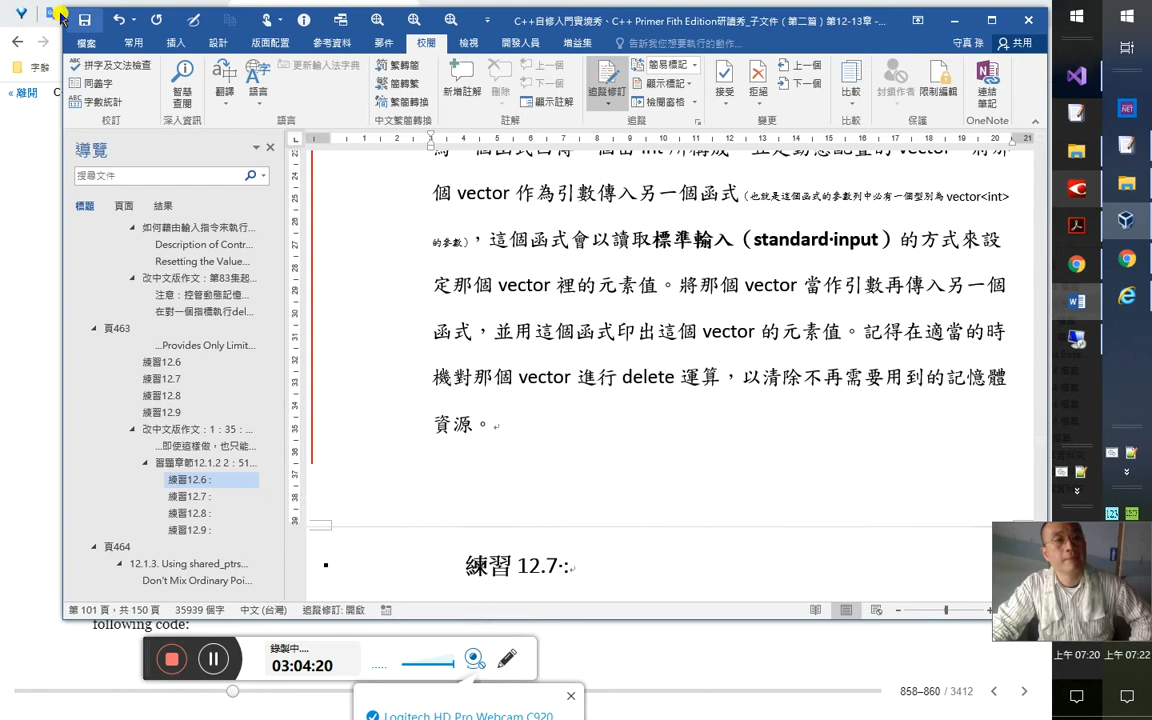 C++自修入門實境秀、C++ Primer Fith Edition研讀秀_子文件（第二篇）第12-13章 -...
檔案 常用 插入 設計 版面配置 參考資料 郵件 校閱 檢視 開發人員 增益集 告訴我您想要執行的動作... 守真 孫 共用
字齡
« 離開
拼字及文法檢查
同義字
字數統計
校訂
智慧查閱
深入資訊
翻譯 語言
更新輸入法字典
語言
繁轉簡
簡轉繁
繁簡轉換
中文繁簡轉換
新增註解 刪除
上一個
下一個
顯示註解
註解
追蹤修訂
簡易標記
顯示標記
檢閱窗格
追蹤
接受 拒絕
上一個
下一個
變更
比較
比較
封鎖作者 限制編輯
保護
連結筆記
OneNote
導覽
搜尋文件
標題 頁面 結果
如何藉由輸入指令來執行...
Description of Contr...
Resetting the Value...
改中文版作文：第83集起...
注意：控管動態記憶...
在對一個指標執行del...
頁463
...Provides Only Limit...
練習12.6
練習12.7
練習12.8
練習12.9
改中文版作文：1：35：...
...即使這樣做，也只能...
習題章節12.1.2 2：51...
練習12.6 :
練習12.7 :
練習12.8 :
練習12.9 :
頁464
12.1.3. Using shared_ptrs...
Don't Mix Ordinary Poi...
個 vector 作為引數傳入另一個函式（也就是這個函式的參數列中必有一個型別為 vector<int>
的參數），這個函式會以讀取標準輸入（standard·input）的方式來設
定那個 vector 裡的元素值。將那個 vector 當作引數再傳入另一個
函式，並用這個函式印出這個 vector 的元素值。記得在適當的時
機對那個 vector 進行 delete 運算，以清除不再需要用到的記憶體
資源。
練習 12.7·:
第 101 頁，共 150 頁 35939 個字 中文 (台灣) 追蹤修訂: 開啟
following code:
錄製中....
03:04:20
Logitech HD Pro Webcam C920
858–860 / 3412
上午 07:20 上午 07:22